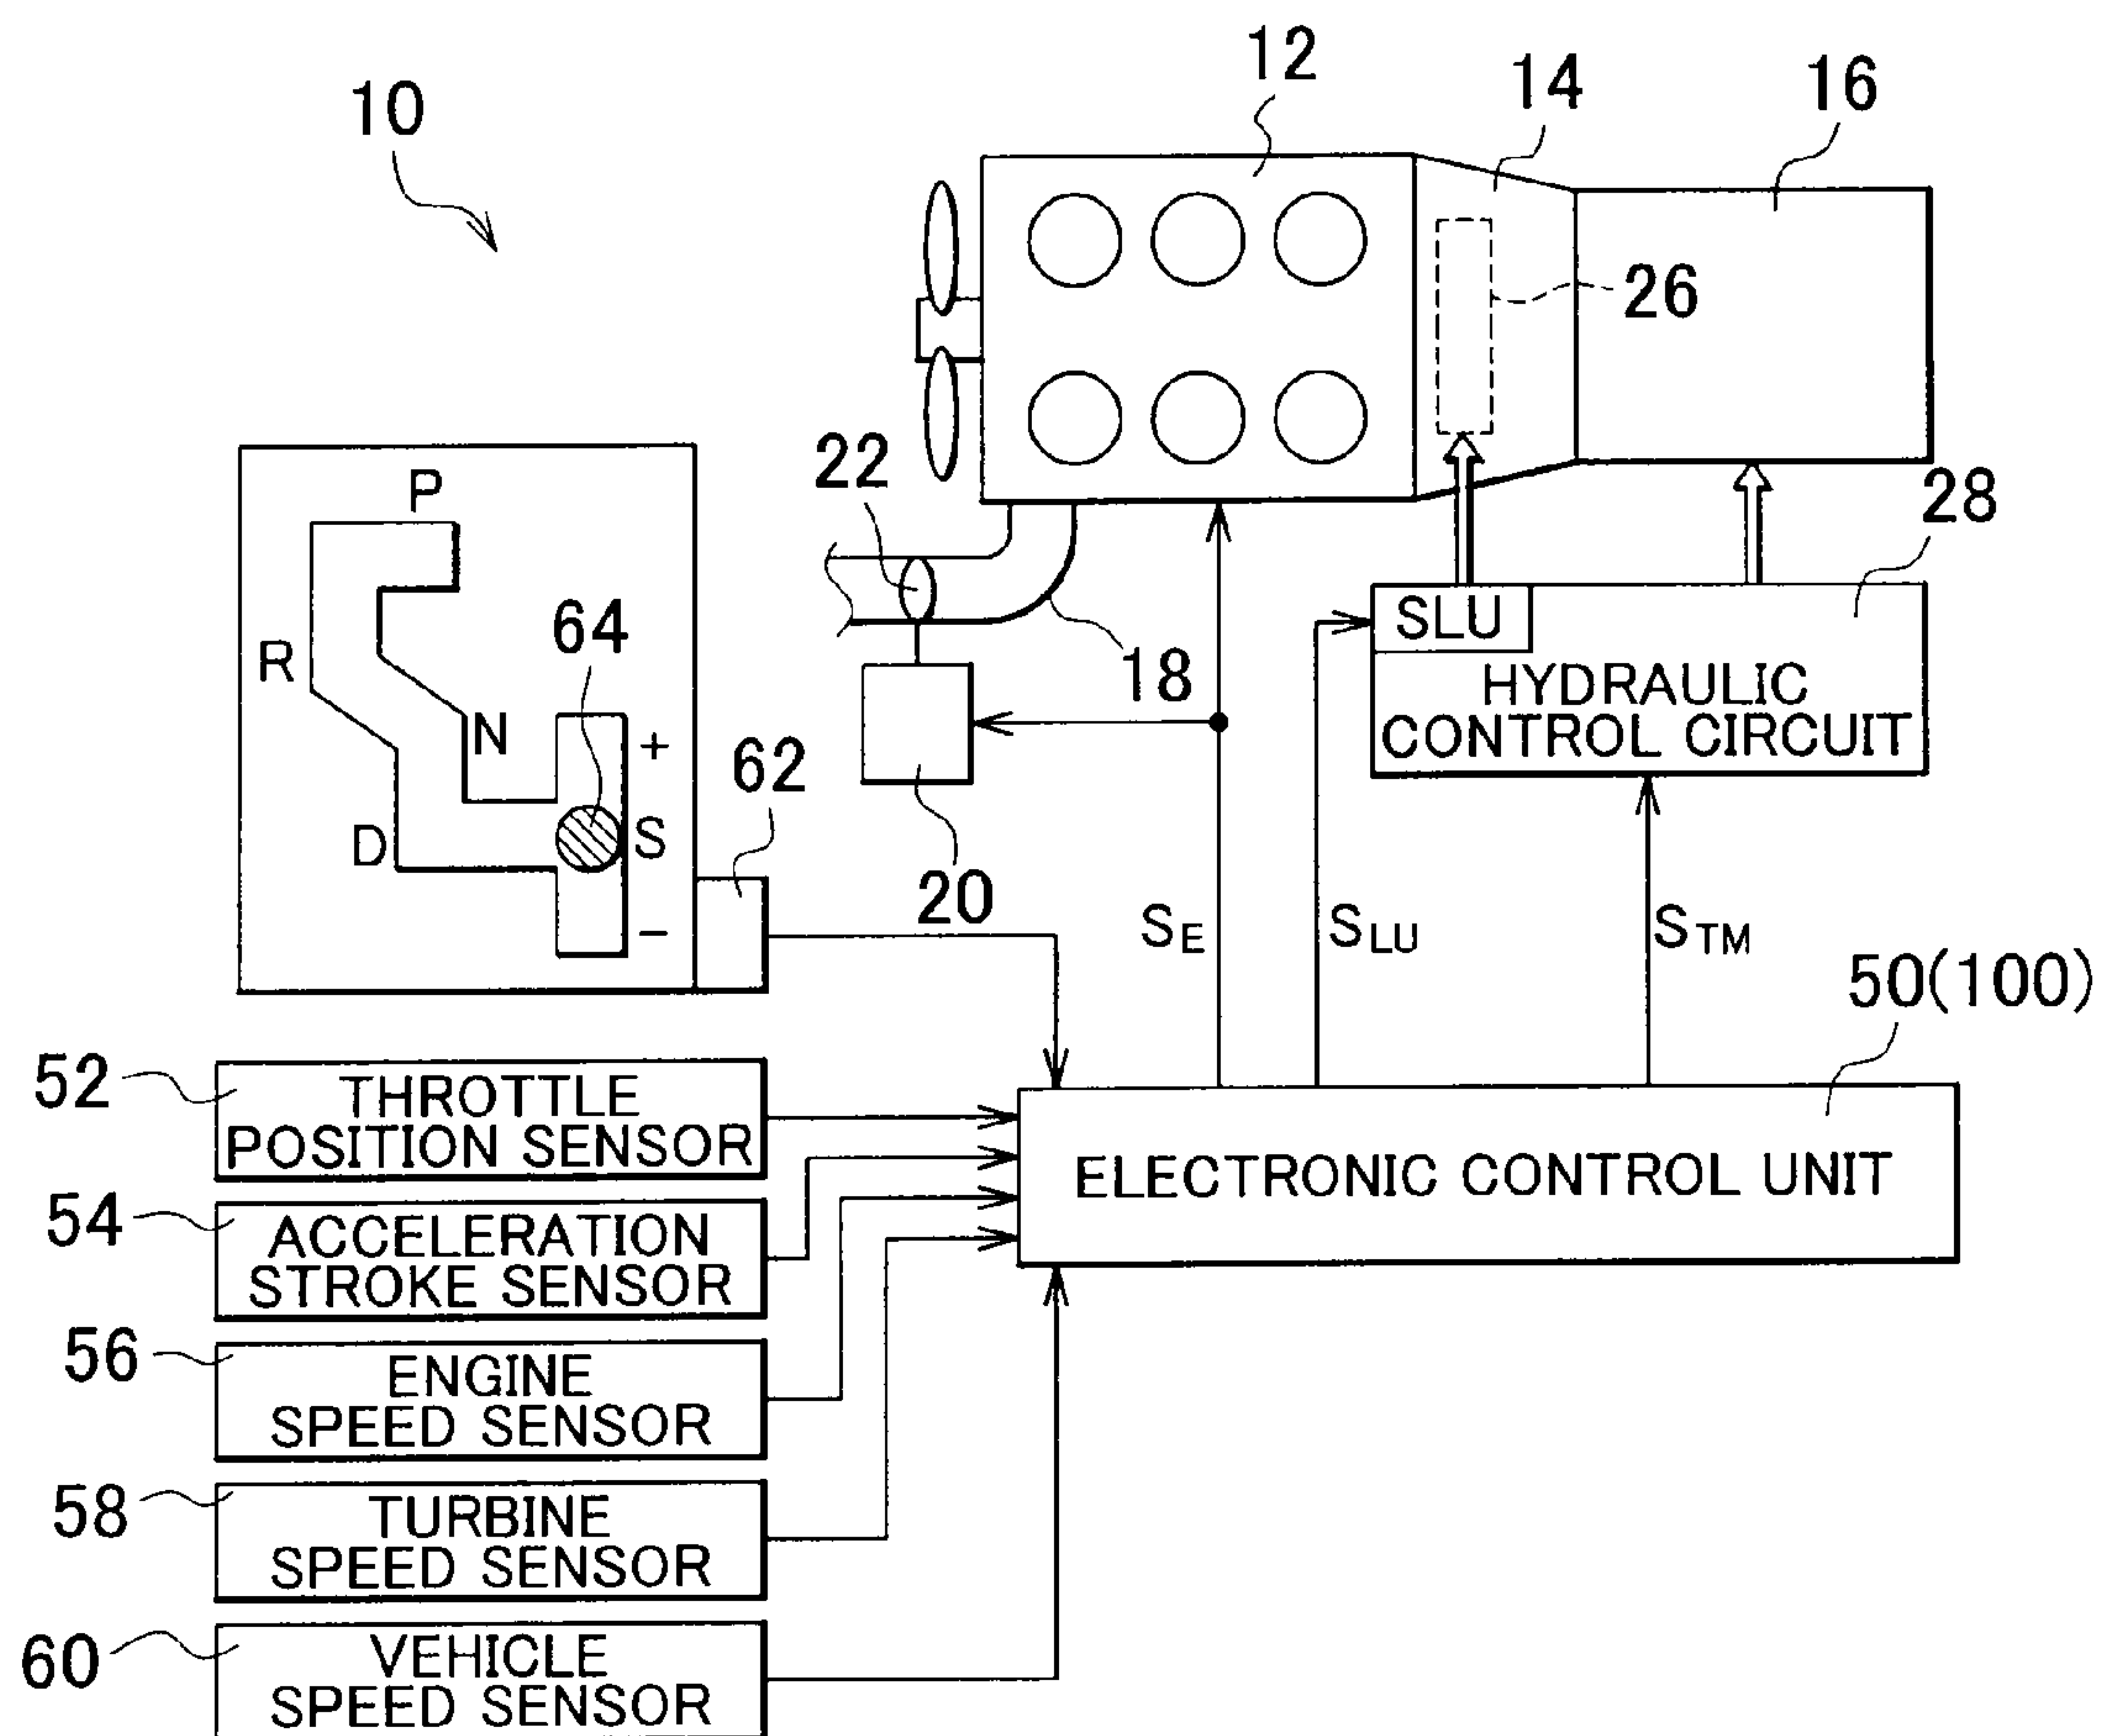 12
14
16
10
26
22
28
P
64
SLU
R
18
HYDRAULIC
N
+
CONTROL CIRCUIT
62
D
S
20
−
SE
SLU
STM
50(100)
52
THROTTLE
POSITION SENSOR
ELECTRONIC CONTROL UNIT
54
ACCELERATION
STROKE SENSOR
56
ENGINE
SPEED SENSOR
58
TURBINE
SPEED SENSOR
60
VEHICLE
SPEED SENSOR